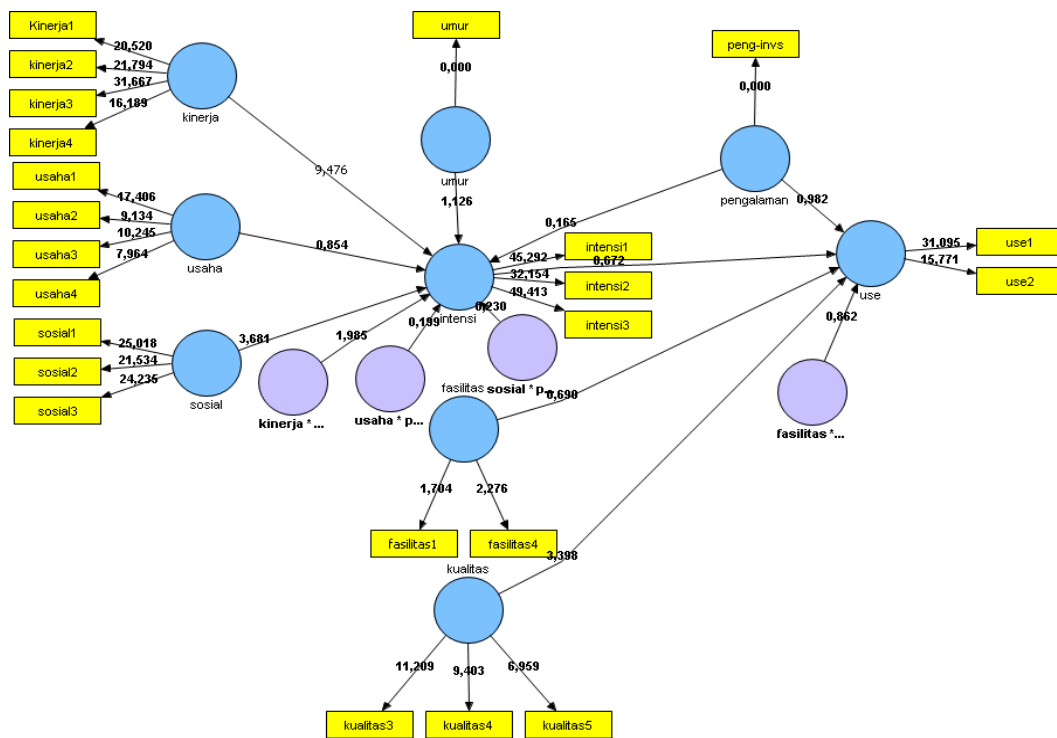 Kinerja1
20,520
kinerja2
21,794
kinerja3
31,667
kinerja4
16,189
kinerja
9,476
umur
0,000
umur
1,126
peng-invs
0,000
pengalaman
0,165
0,982
usaha1
17,406
usaha2
9,134
usaha3
10,245
usaha4
7,964
usaha
0,854
intensi1
45,292
0,672
intensi2
32,154
intensi3
49,413
intensi
use1
31,095
use2
15,771
use
sosial1
25,018
sosial2
21,534
sosial3
24,235
sosial
3,681
1,985
0,199
0,230
0,862
kinerja *...
usaha * p...
sosial * p...
fasilitas *...
fasilitas
0,690
1,704
2,276
fasilitas1
fasilitas4
kualitas
3,398
11,209
9,403
6,959
kualitas3
kualitas4
kualitas5